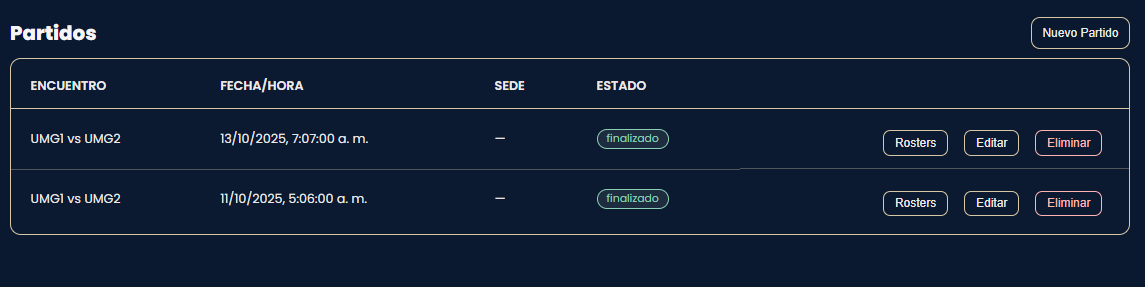 Partidos
Nuevo Partido
ENCUENTRO FECHA/HORA SEDE ESTADO
UMG1 vs UMG2 13/10/2025, 7:07:00 a. m. — finalizado Rosters Editar Eliminar
UMG1 vs UMG2 11/10/2025, 5:06:00 a. m. — finalizado Rosters Editar Eliminar